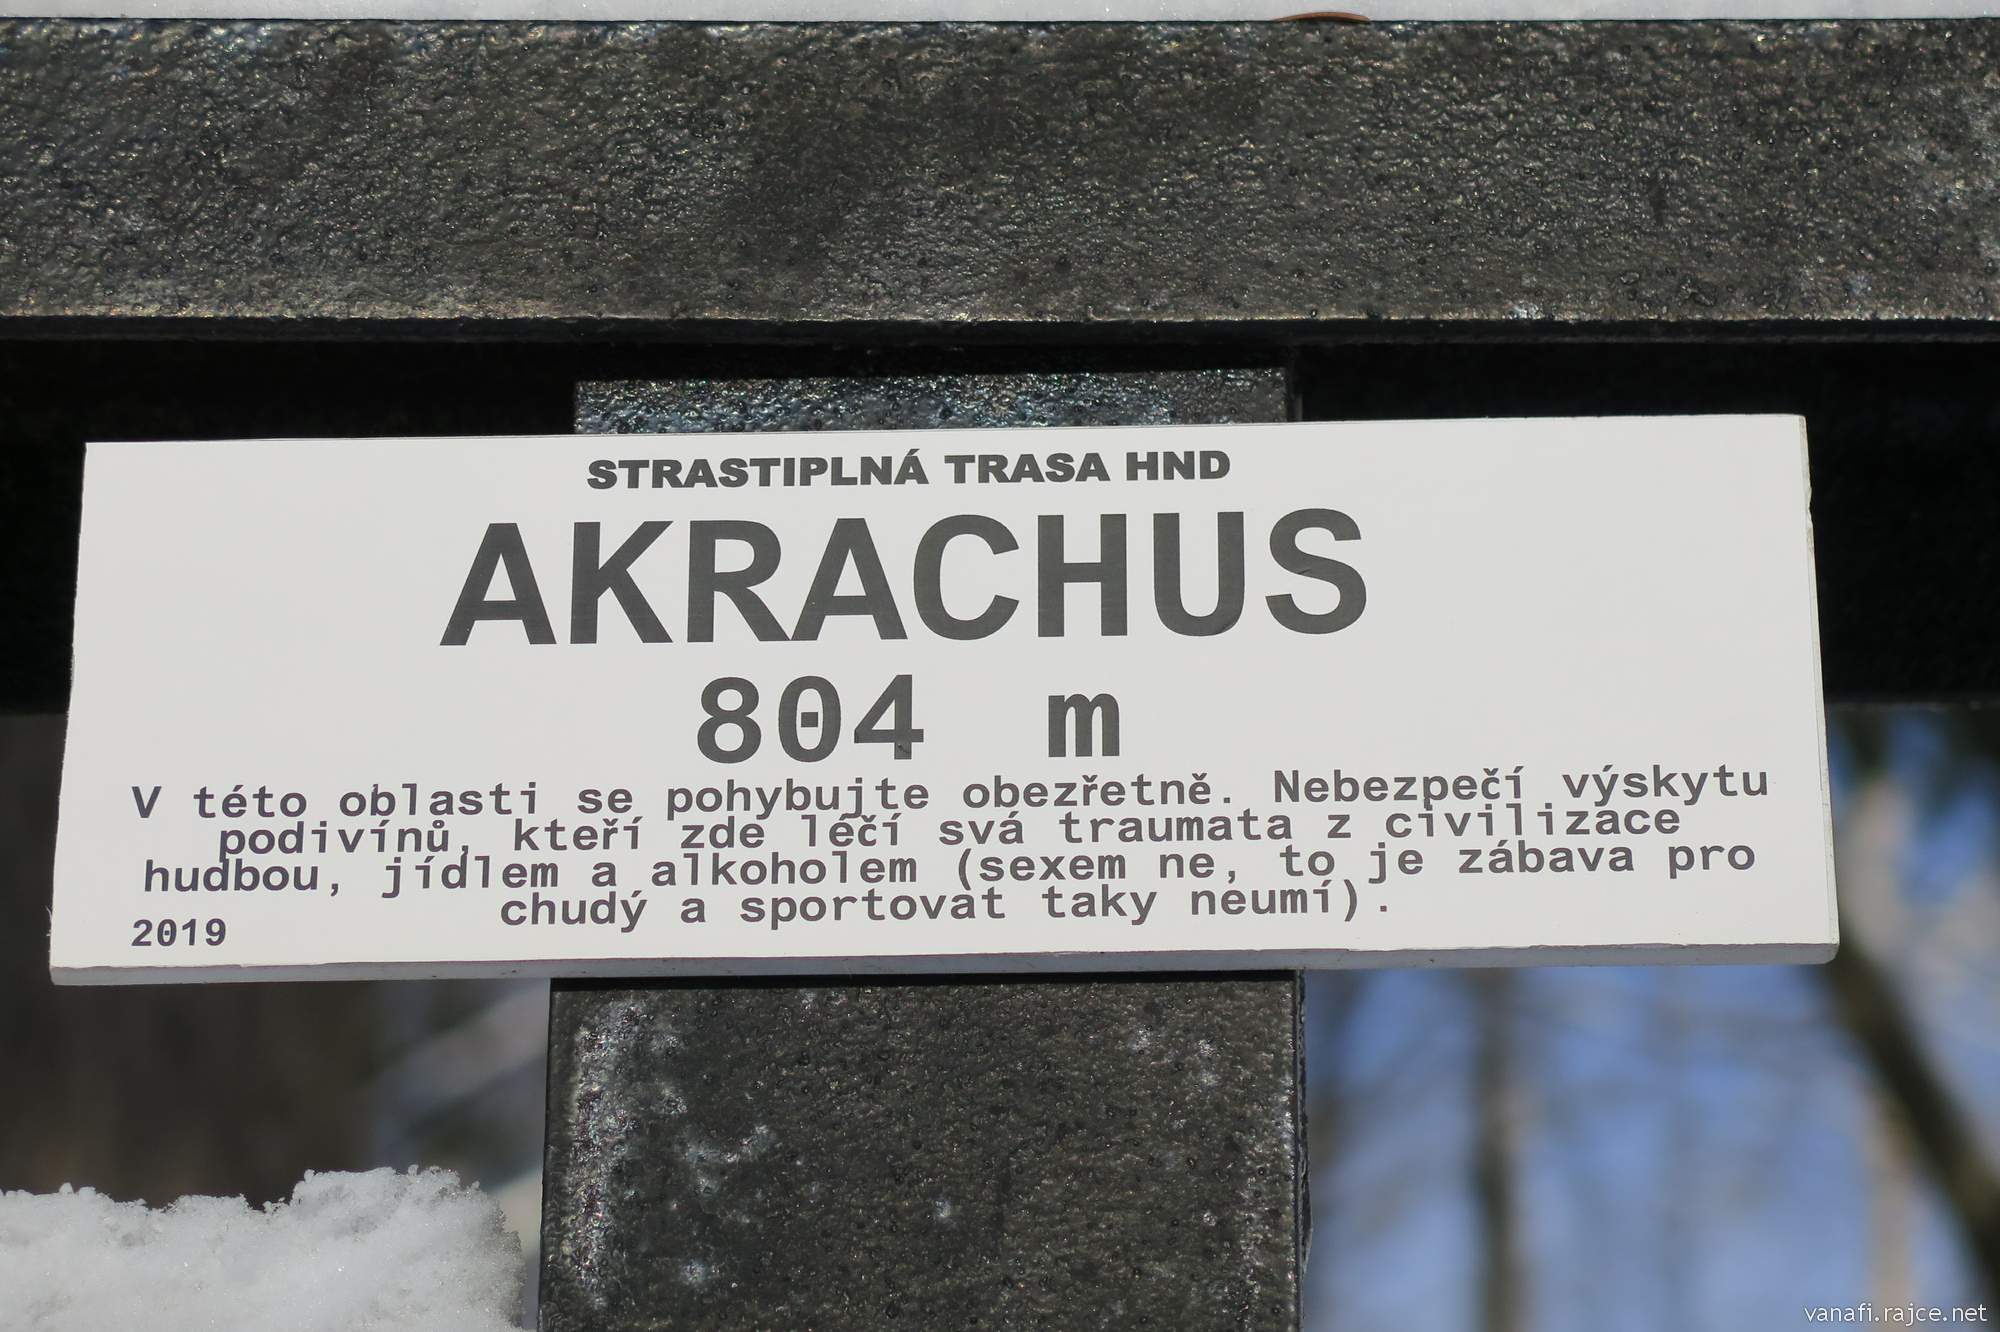 STRASTIPLNÁ TRASA HND
AKRACHUS
804 m
V této oblasti se pohybujte obezřetně. Nebezpečí výskytu
podivínů, kteří zde léčí svá traumata z civilizace
hudbou, jídlem a alkoholem (sexem ne, to je zábava pro
chudý a sportovat taky neumí).
2019
vanafi.rajce.net